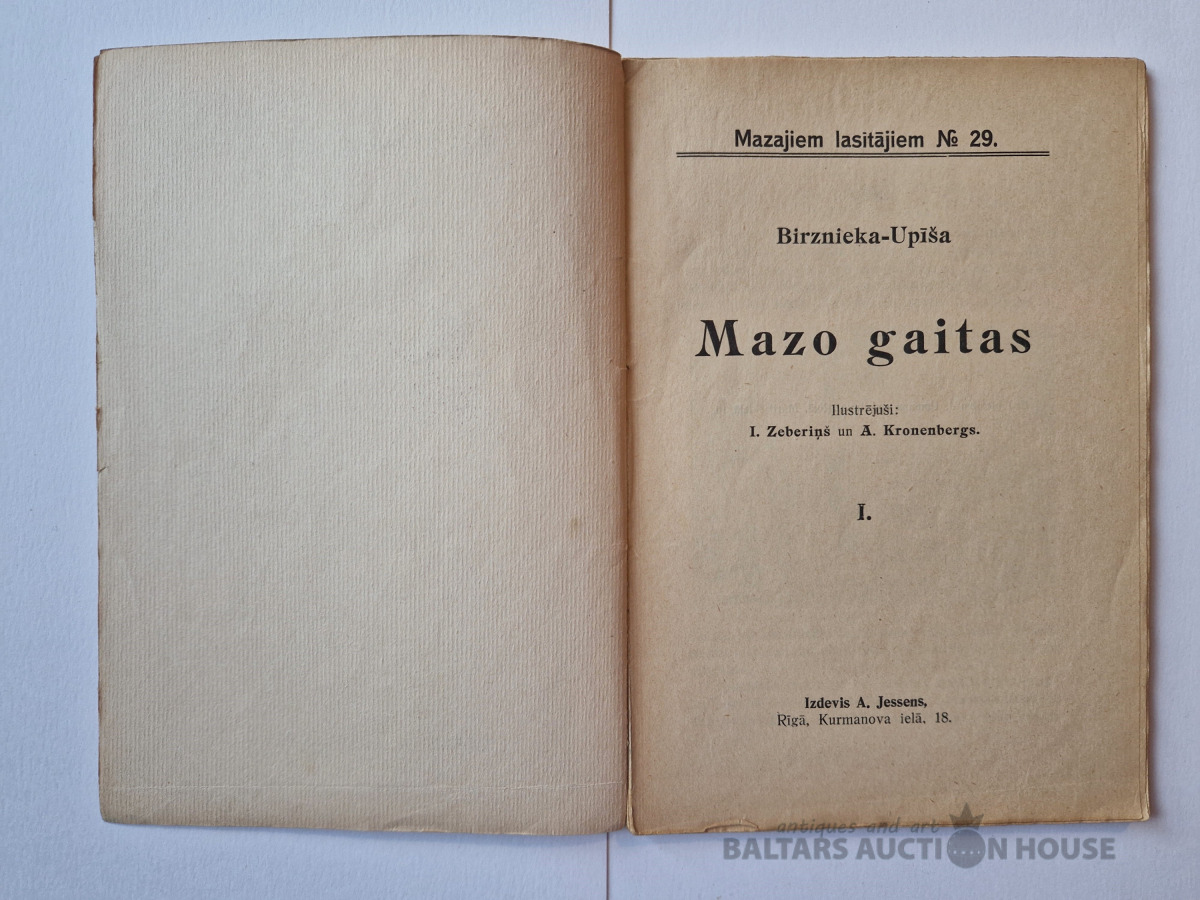 Mazajiem lasītājiem № 29.
Birznieka-Upīša
Mazo gaitas
Ilustrējuši:
I. Zeberiņš un A. Kronenbergs.
I.
Izdevis A. Jessens,
Rīgā, Kurmanova ielā, 18.
antiques and art
BALTARS AUCTION HOUSE